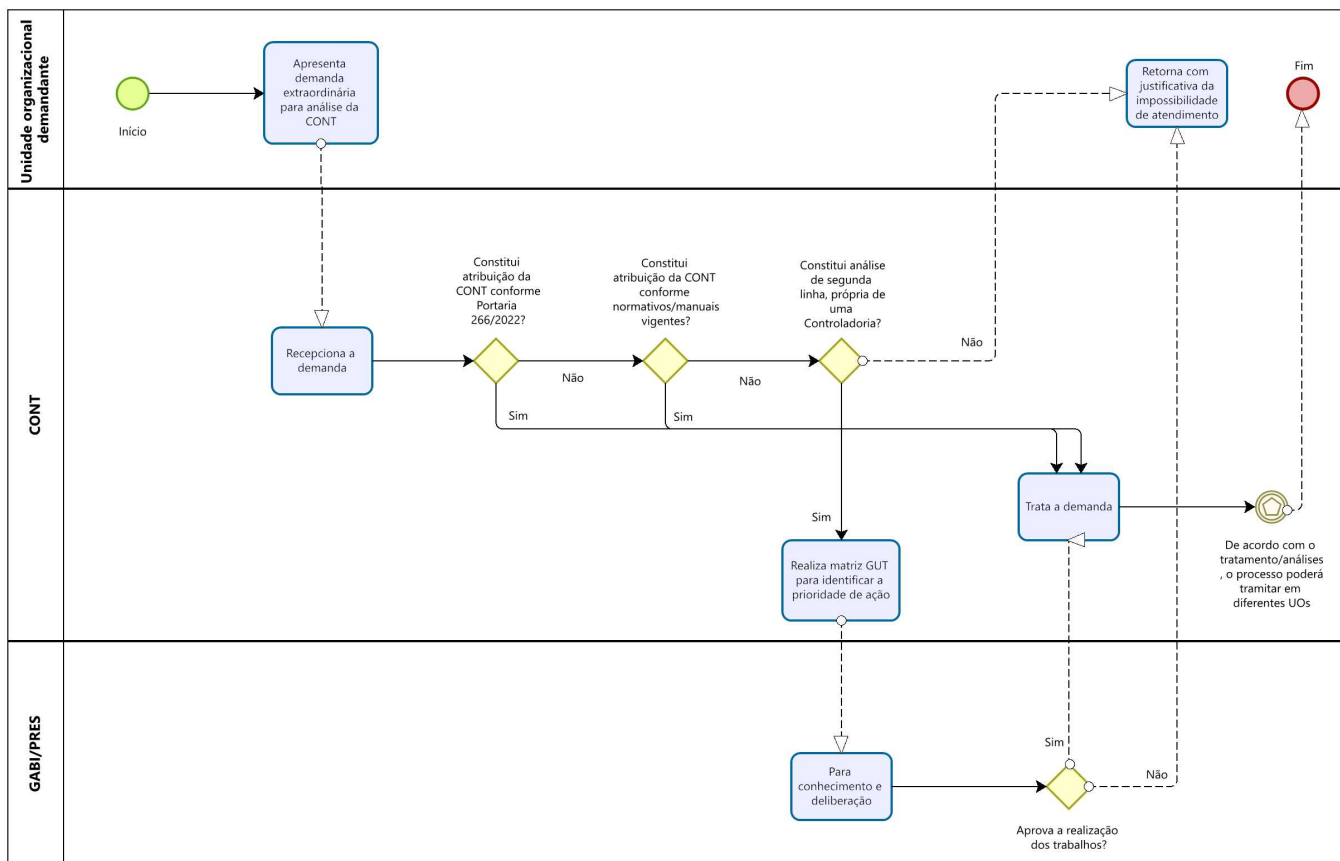 Unidade organizacional
demandante
Início
Apresenta
demanda
extraordinária
para análise da
CONT
Retorna com
justificativa da
impossibilidade
de atendimento
Fim
CONT
Recepciona a
demanda
Constitui
atribuição da
CONT conforme
Portaria
266/2022?
Não
Sim
Constitui
atribuição da CONT
conforme
normativos/manuais
vigentes?
Não
Sim
Constitui análise
de segunda
linha, própria de
uma
Controladoria?
Não
Sim
Realiza matriz GUT
para identificar a
prioridade de ação
Trata a demanda
De acordo com o
tratamento/análises
, o processo poderá
tramitar em
diferentes UOs
GABI/PRES
Para
conhecimento e
deliberação
Sim
Não
Aprova a realização
dos trabalhos?